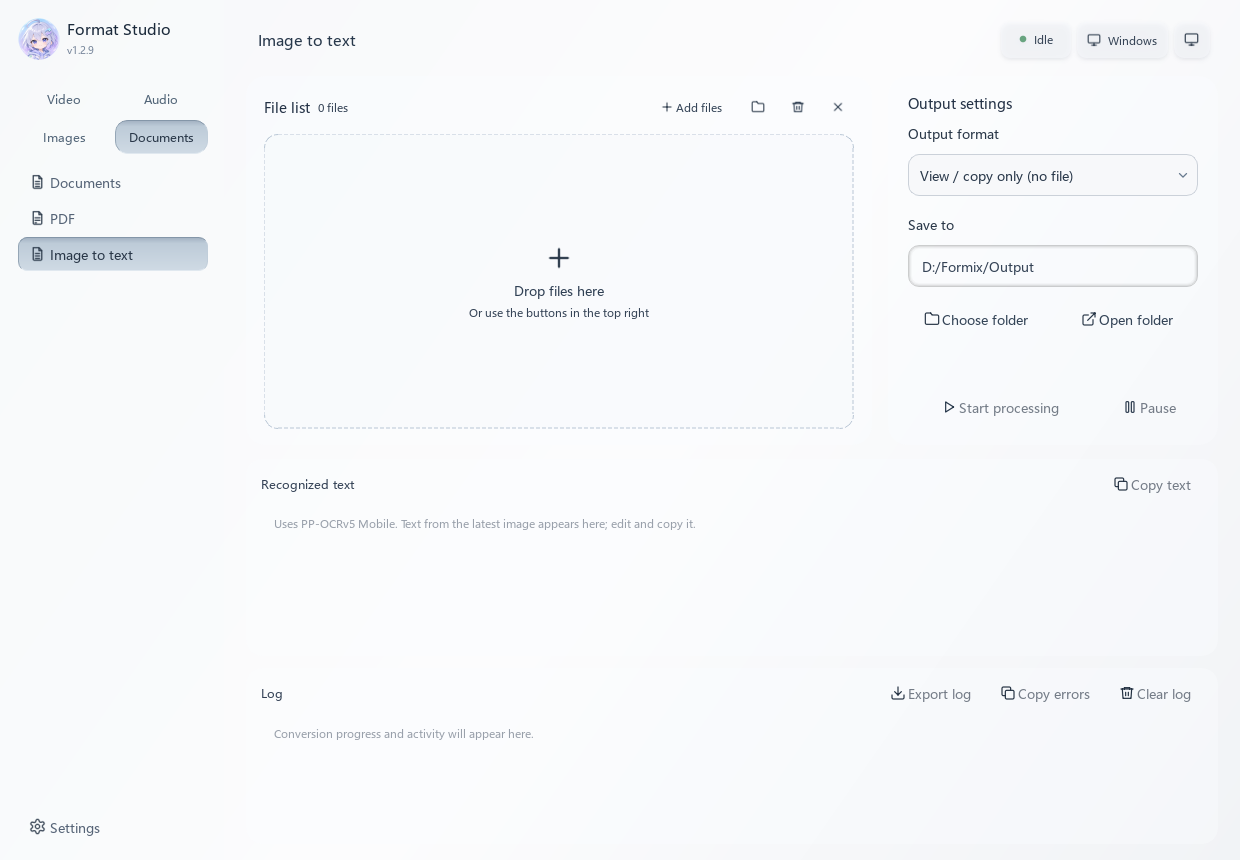 Format Studio
v1.2.9
Video
Audio
Images
Documents
Documents
PDF
Image to text
Settings
Image to text
Idle
Windows
File list 0 files
Add files
Drop files here
Or use the buttons in the top right
Output settings
Output format
View / copy only (no file)
Save to
D:/Formix/Output
Choose folder
Open folder
Start processing
Pause
Recognized text
Copy text
Uses PP-OCRv5 Mobile. Text from the latest image appears here; edit and copy it.
Log
Export log
Copy errors
Clear log
Conversion progress and activity will appear here.